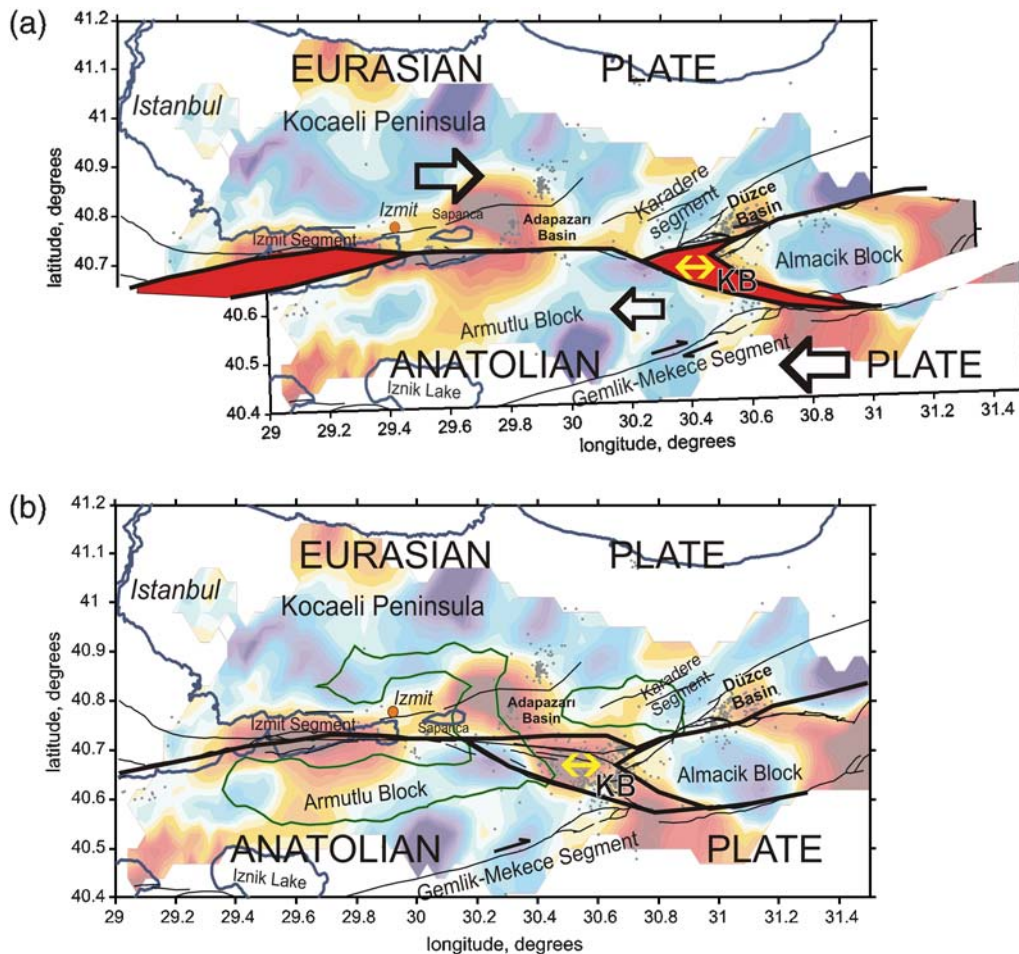 (a)
41.2
41.1
41
40.9
40.8
40.7
40.6
40.5
40.4
latitude, degrees
EURASIAN PLATE
Istanbul
Kocaeli Peninsula
Izmit
Sapanca
Izmit Segment
Adapazarı
Basin
Karadere
segment
Düzce
Basin
Almacik Block
KB
Armutlu Block
ANATOLIAN PLATE
Iznik Lake
Gemlik-Mekece Segment
29 29.2 29.4 29.6 29.8 30 30.2 30.4 30.6 30.8 31 31.2 31.4
longitude, degrees
(b)
41.2
41.1
41
40.9
40.8
40.7
40.6
40.5
40.4
latitude, degrees
EURASIAN PLATE
Istanbul
Kocaeli Peninsula
Izmit
Sapanca
Izmit Segment
Adapazarı
Basin
Karadere
Segment
Düzce
Basin
Almacik Block
KB
Armutlu Block
ANATOLIAN PLATE
Iznik Lake
Gemlik-Mekece Segment
29 29.2 29.4 29.6 29.8 30 30.2 30.4 30.6 30.8 31 31.2 31.4
longitude, degrees